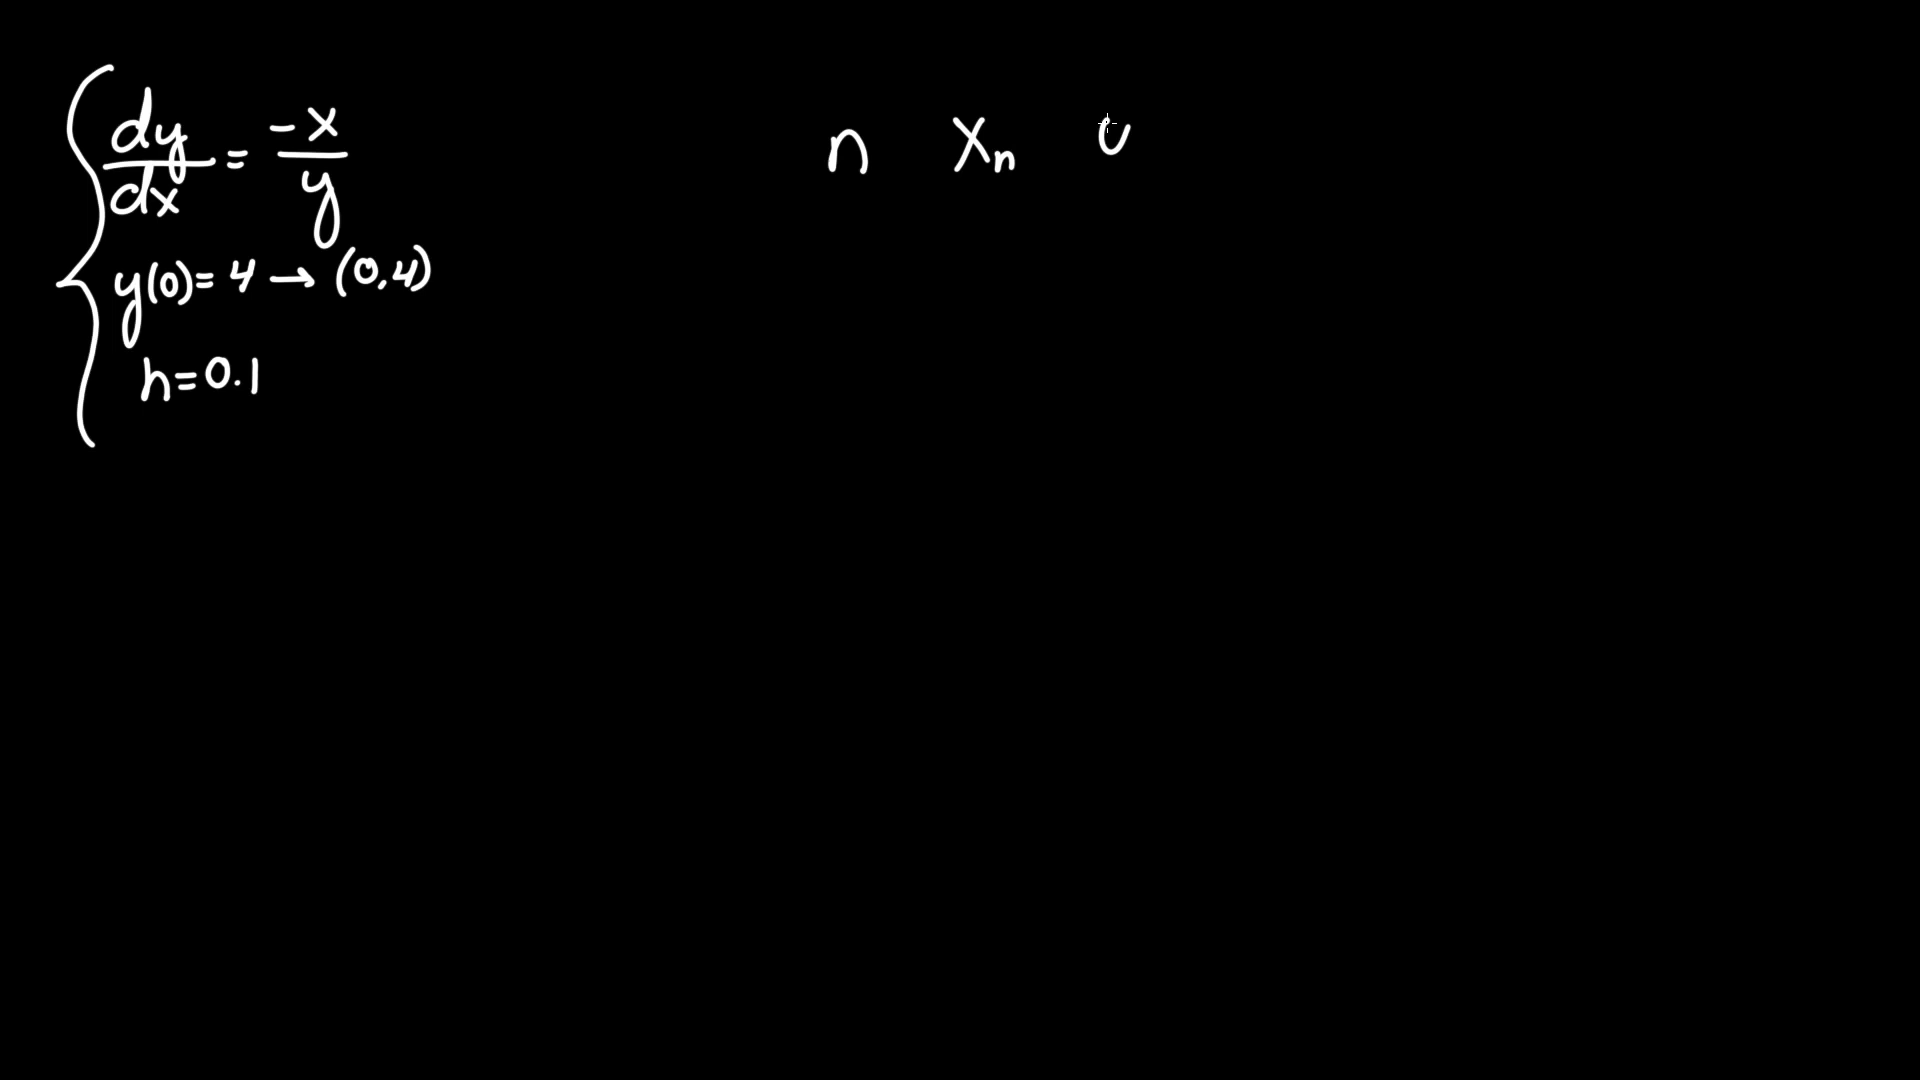 dy/dx = -x/y
y(0) = 4 → (0,4)
h = 0.1
n xₙ